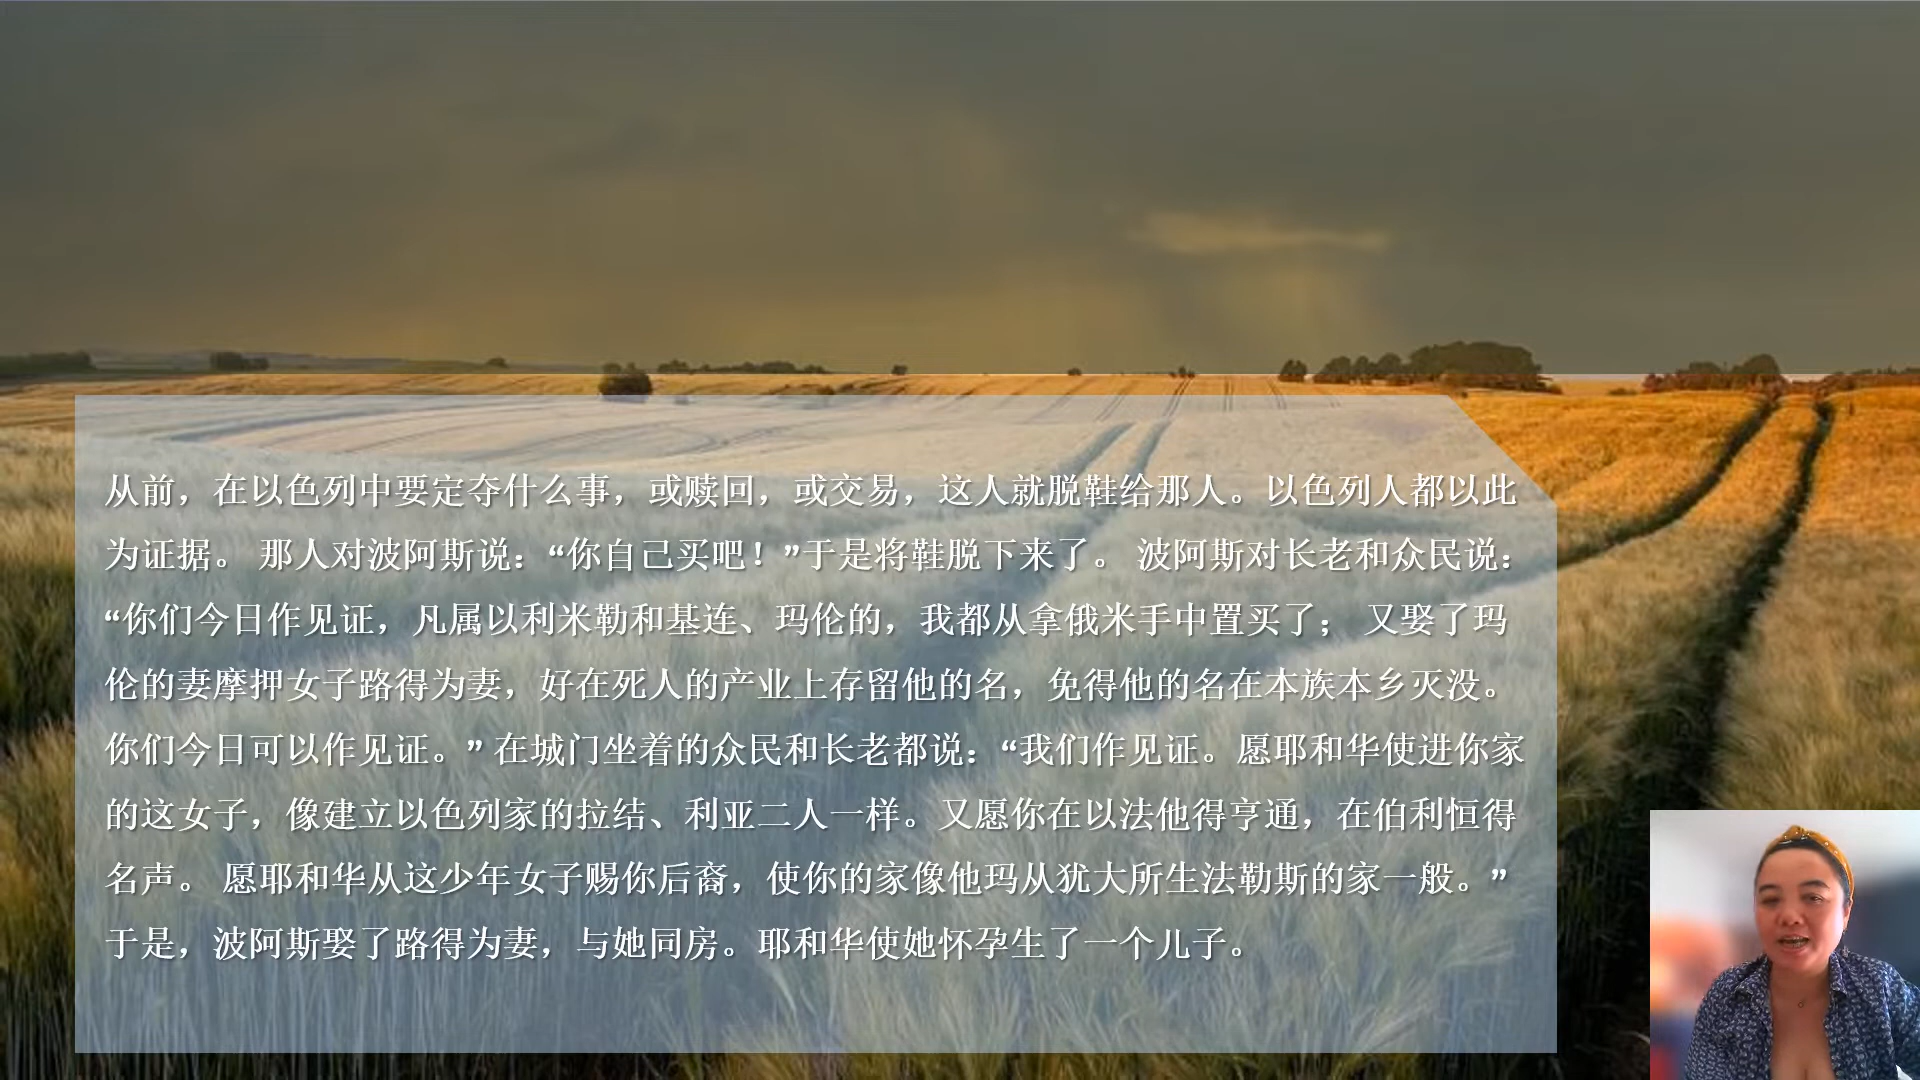 从前，在以色列中要定夺什么事，或赎回，或交易，这人就脱鞋给那人。以色列人都以此
为证据。 那人对波阿斯说：“你自己买吧！”于是将鞋脱下来了。 波阿斯对长老和众民说：
“你们今日作见证，凡属以利米勒和基连、玛伦的，我都从拿俄米手中置买了； 又娶了玛
伦的妻摩押女子路得为妻，好在死人的产业上存留他的名，免得他的名在本族本乡灭没。
你们今日可以作见证。” 在城门坐着的众民和长老都说：“我们作见证。愿耶和华使进你家
的这女子，像建立以色列家的拉结、利亚二人一样。又愿你在以法他得亨通，在伯利恒得
名声。 愿耶和华从这少年女子赐你后裔，使你的家像他玛从犹大所生法勒斯的家一般。”
于是，波阿斯娶了路得为妻，与她同房。耶和华使她怀孕生了一个儿子。